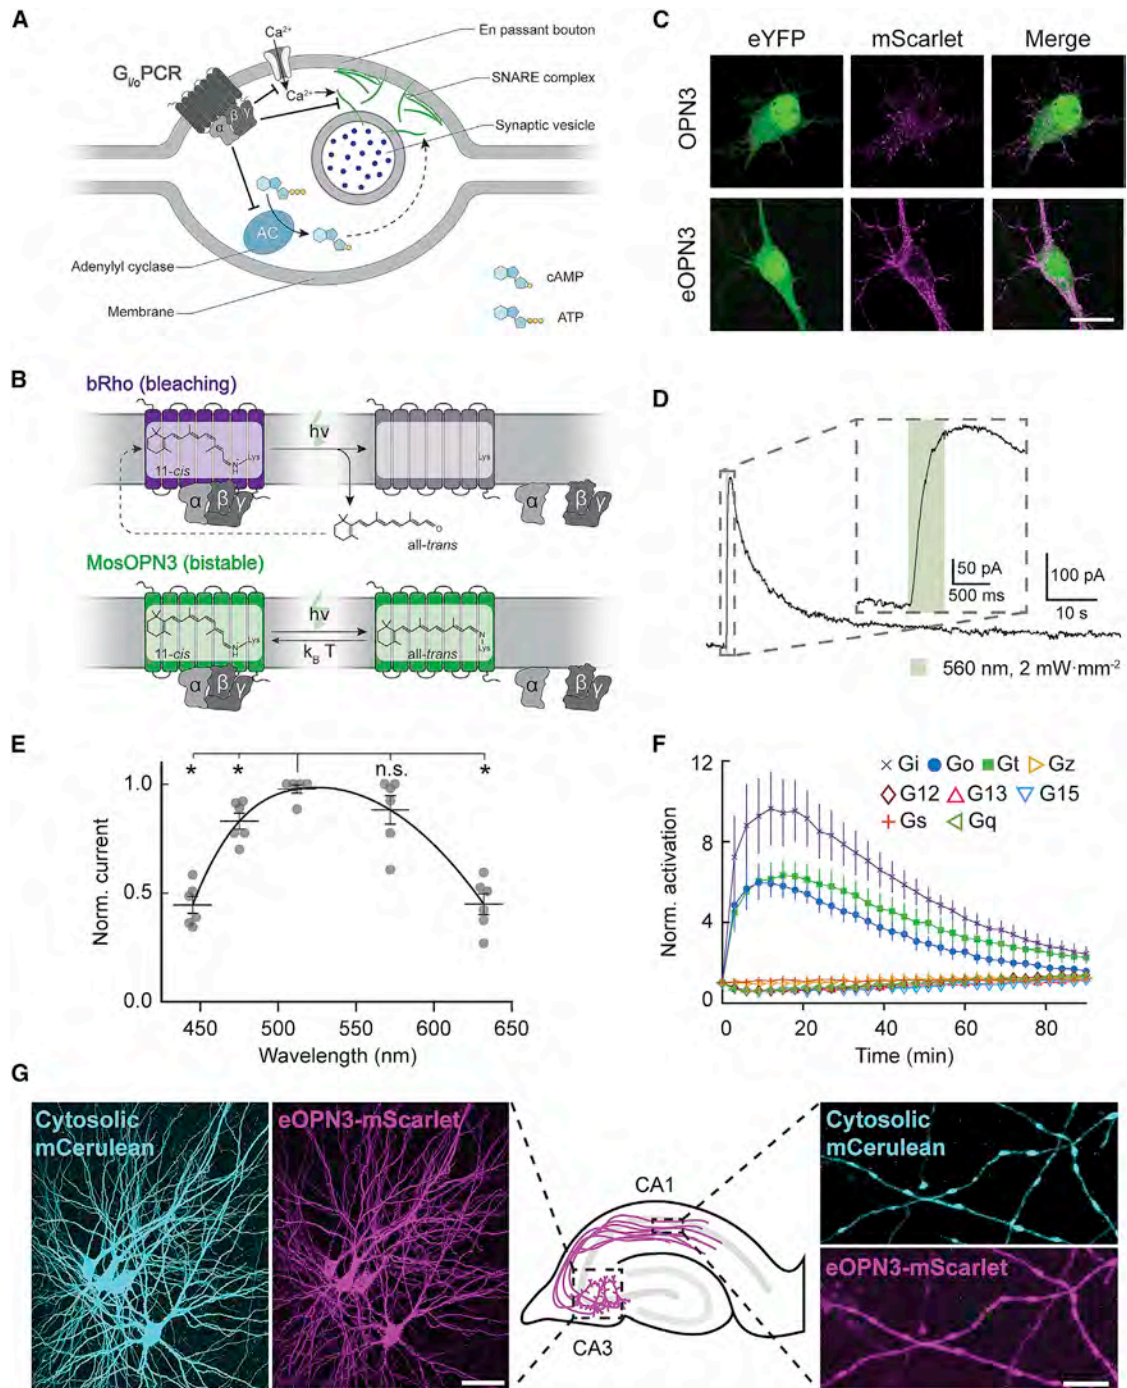 A
Ca²⁺
En passant bouton
Gi/oPCR
Ca²⁺
SNARE complex
α
β
γ
Synaptic vesicle
AC
Adenylyl cyclase
cAMP
Membrane
ATP
B
bRho (bleaching)
hν
11-cis
Lys
N
H
Lys
α
β
γ
O
all-trans
α
β
γ
MosOPN3 (bistable)
hν
kB T
11-cis
Lys
N
H
all-trans
N
Lys
α
β
γ
α
β
γ
C
eYFP
mScarlet
Merge
OPN3
eOPN3
D
50 pA
500 ms
100 pA
10 s
560 nm, 2 mW·mm⁻²
E
* * n.s. *
Norm. current
1.0
0.5
0.0
450 500 550 600 650
Wavelength (nm)
F
Gi Go Gt Gz
G12 G13 G15
Gs Gq
Norm. activation
12
8
4
0
0 20 40 60 80
Time (min)
G
Cytosolic
mCerulean
eOPN3-mScarlet
CA1
CA3
Cytosolic
mCerulean
eOPN3-mScarlet